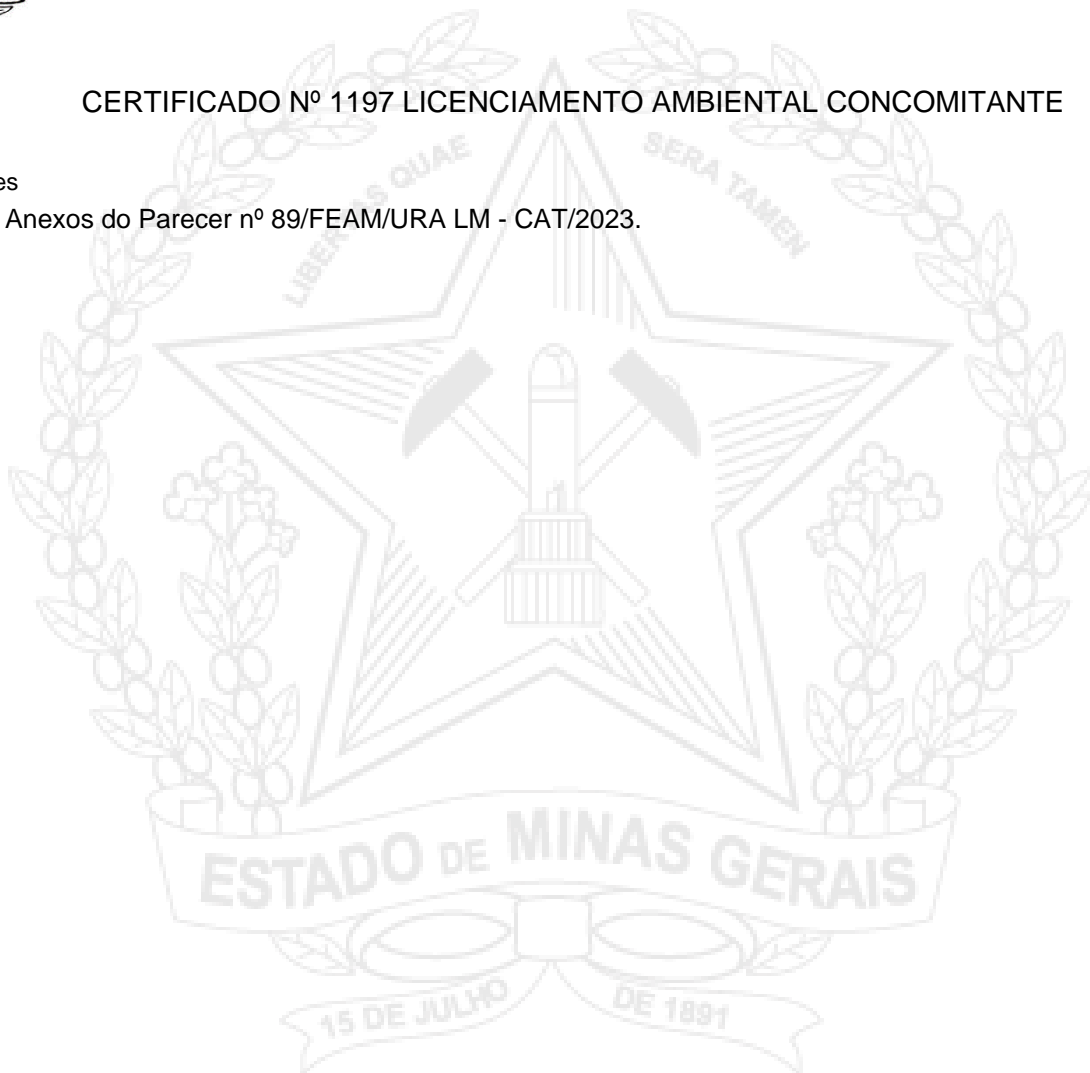 CERTIFICADO Nº 1197 LICENCIAMENTO AMBIENTAL CONCOMITANTE
es
Anexos do Parecer nº 89/FEAM/URA LM - CAT/2023.
LIBERTAS QUAE SERA TAMEN
ESTADO DE MINAS GERAIS
15 DE JULHO DE 1891